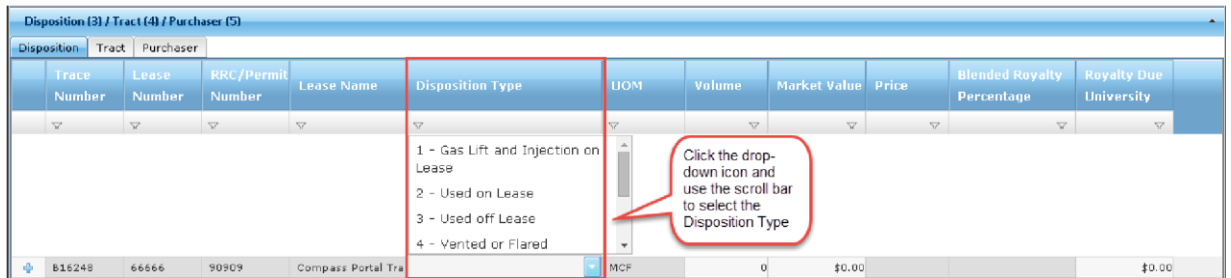 Disposition (3) / Tract (4) / Purchaser (5)
Disposition Tract Purchaser
Trace Number Lease Number RRC/Permit Number Lease Name Disposition Type UOM Volume Market Value Price Blended Royalty Percentage Royalty Due University
1 - Gas Lift and Injection on
Lease
2 - Used on Lease
3 - Used off Lease
4 - Vented or Flared
Click the drop-
down icon and
use the scroll bar
to select the
Disposition Type
B16248 66666 90909 Compass Portal Tra MCF 0 $0.00 $0.00